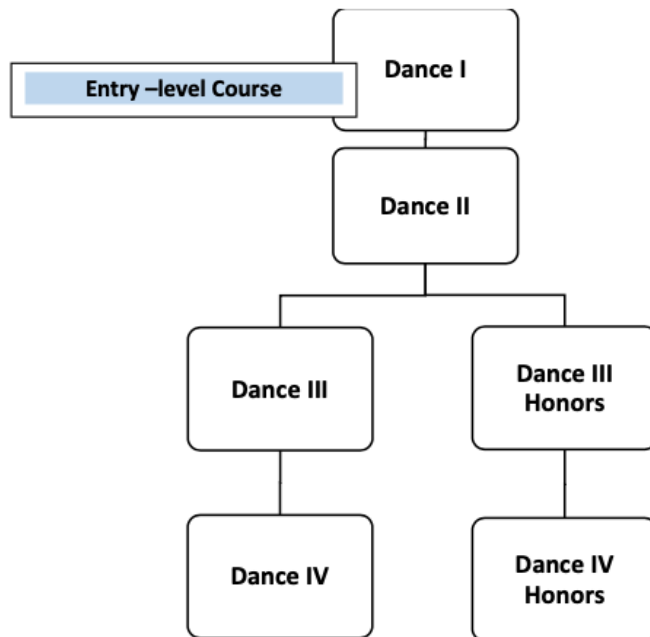 Dance I
Entry –level Course
Dance II
Dance III
Dance III
Honors
Dance IV
Dance IV
Honors